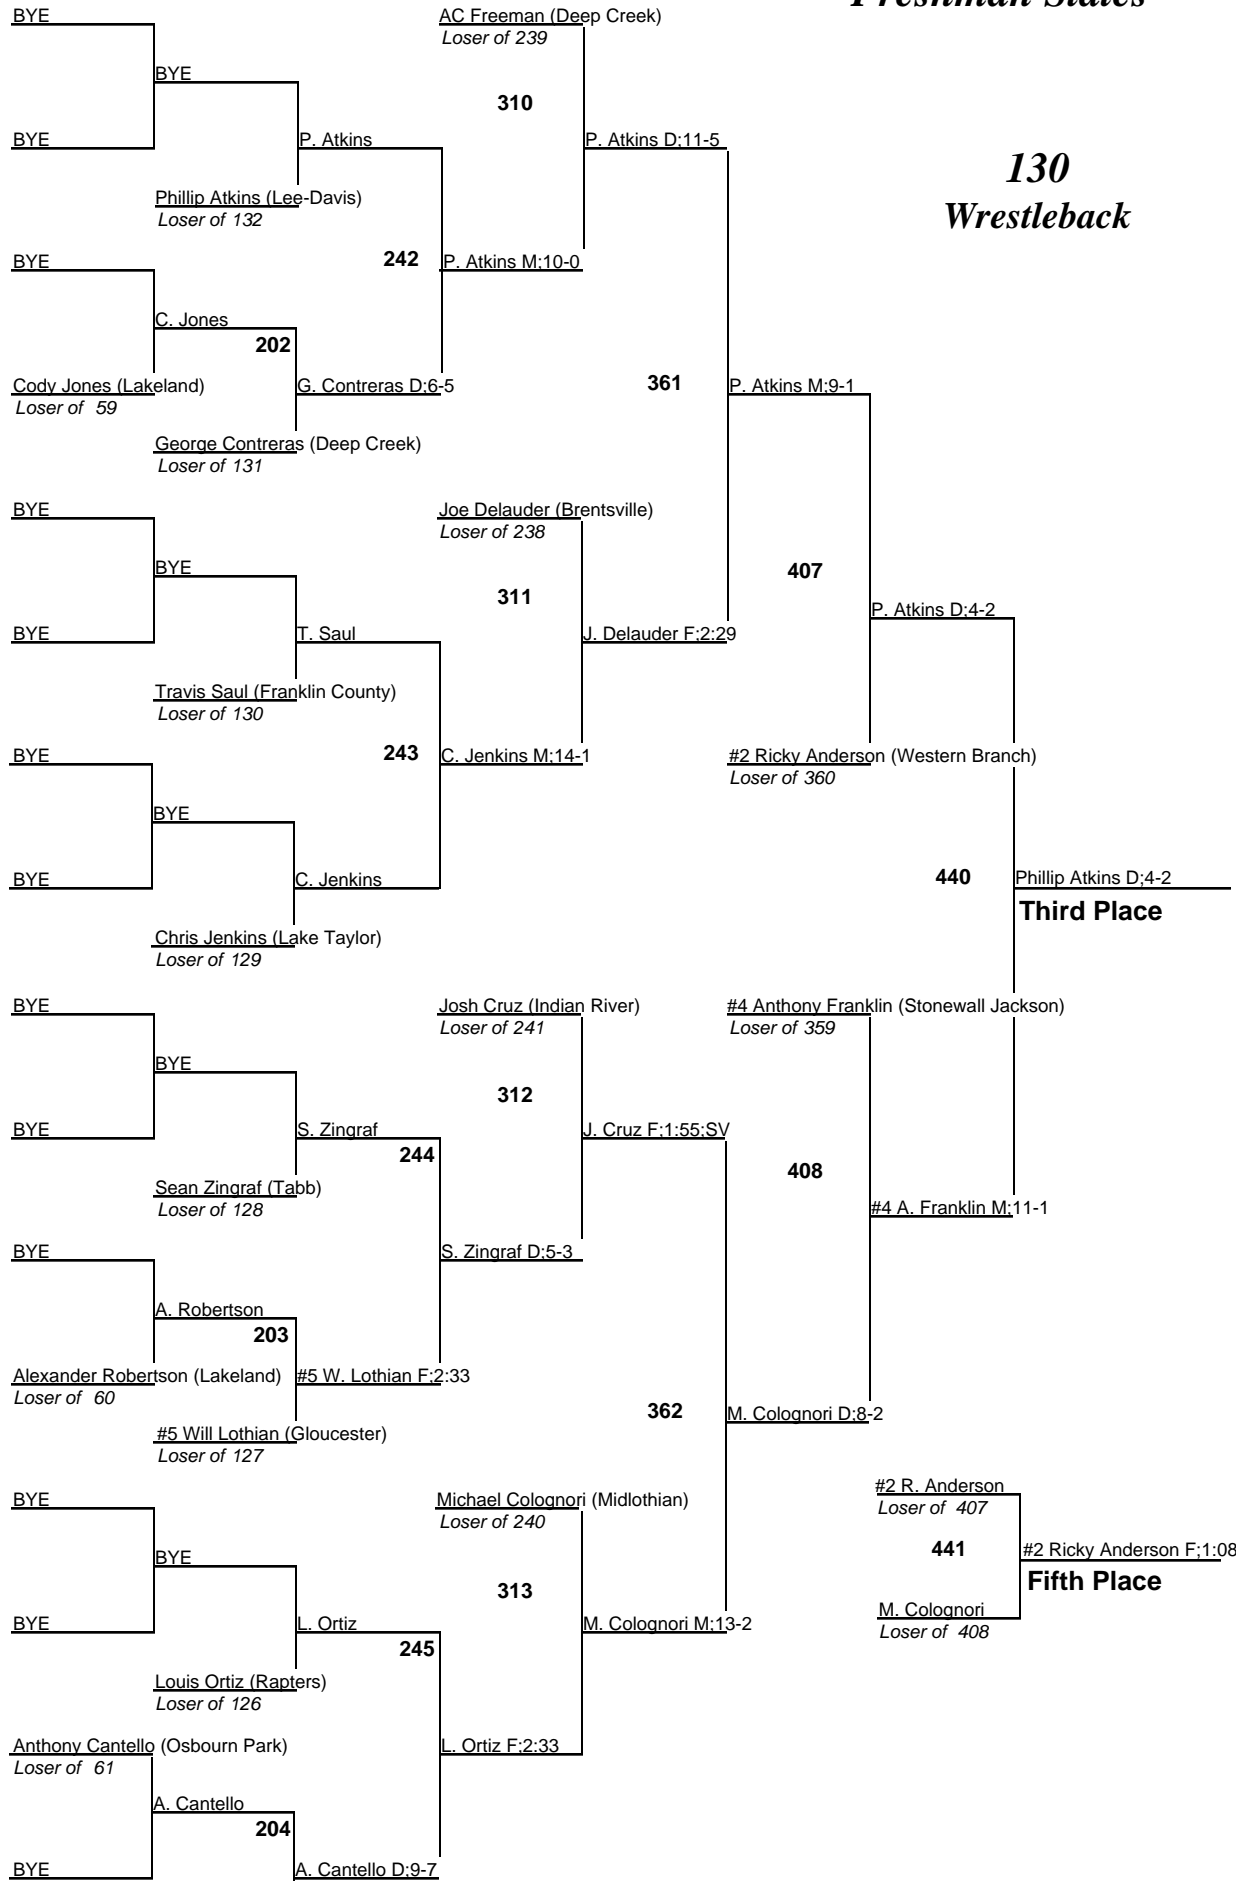 Freshman States
BYE
AC Freeman (Deep Creek)
Loser of 239
BYE
310
BYE
P. Atkins
P. Atkins D;11-5
130
Wrestleback
Phillip Atkins (Lee-Davis)
Loser of 132
BYE
242
P. Atkins M;10-0
C. Jones
202
Cody Jones (Lakeland)
Loser of 59
G. Contreras D;6-5
361
P. Atkins M;9-1
George Contreras (Deep Creek)
Loser of 131
BYE
Joe Delauder (Brentsville)
Loser of 238
BYE
311
407
P. Atkins D;4-2
BYE
T. Saul
J. Delauder F;2:29
Travis Saul (Franklin County)
Loser of 130
BYE
243
C. Jenkins M;14-1
#2 Ricky Anderson (Western Branch)
Loser of 360
BYE
BYE
C. Jenkins
440
Phillip Atkins D;4-2
Third Place
Chris Jenkins (Lake Taylor)
Loser of 129
BYE
Josh Cruz (Indian River)
Loser of 241
#4 Anthony Franklin (Stonewall Jackson)
Loser of 359
BYE
312
BYE
S. Zingraf
J. Cruz F;1:55;SV
244
408
Sean Zingraf (Tabb)
Loser of 128
#4 A. Franklin M;11-1
BYE
S. Zingraf D;5-3
A. Robertson
203
Alexander Robertson (Lakeland)
Loser of 60
#5 W. Lothian F;2:33
362
M. Colognori D;8-2
#5 Will Lothian (Gloucester)
Loser of 127
BYE
Michael Colognori (Midlothian)
Loser of 240
#2 R. Anderson
Loser of 407
BYE
441
#2 Ricky Anderson F;1:08
Fifth Place
313
BYE
L. Ortiz
M. Colognori M;13-2
M. Colognori
Loser of 408
245
Louis Ortiz (Rapters)
Loser of 126
Anthony Cantello (Osbourn Park)
Loser of 61
L. Ortiz F;2:33
A. Cantello
204
BYE
A. Cantello D;9-7